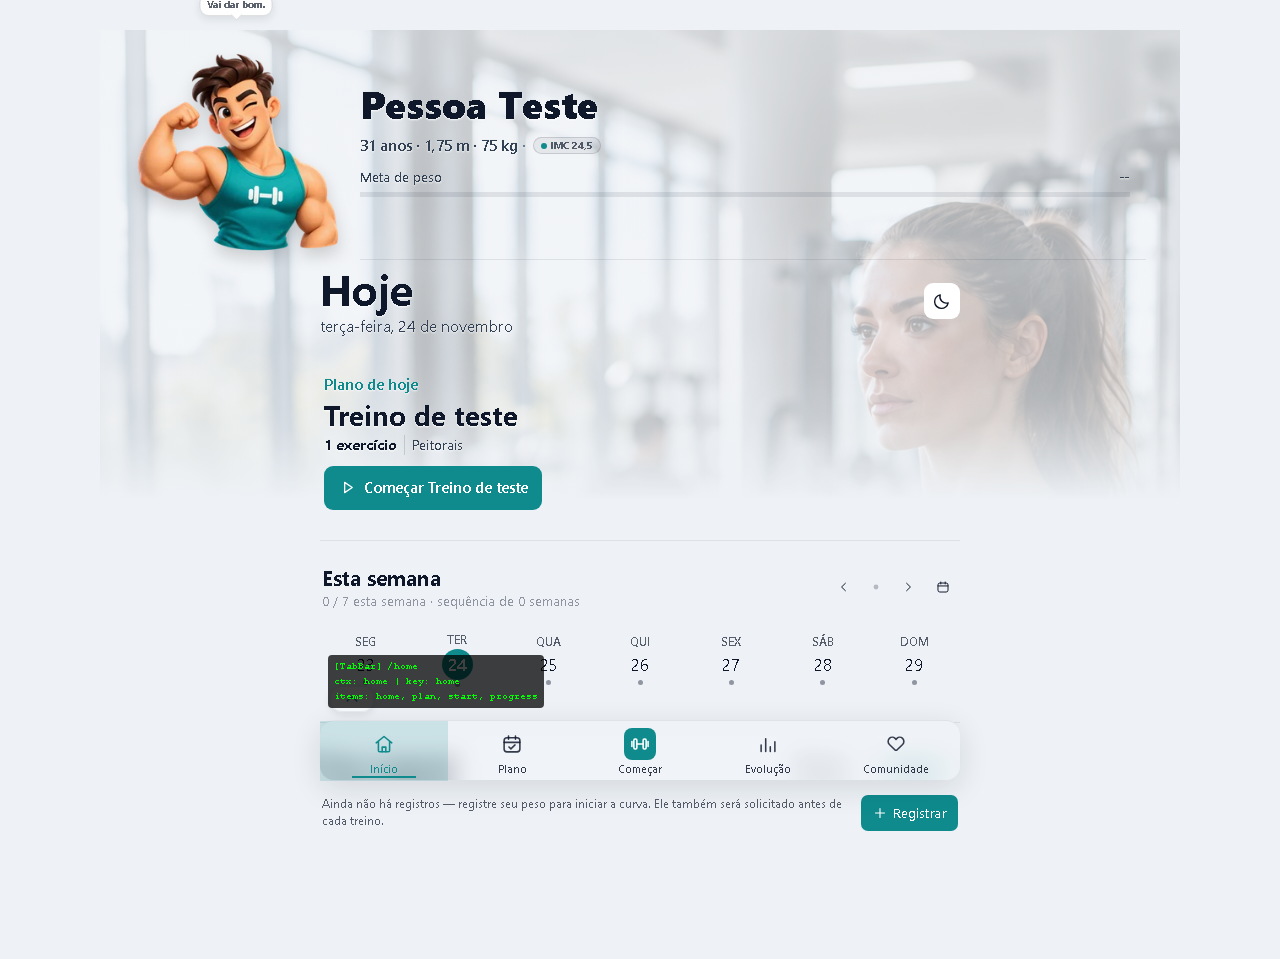 Vai dar bom.
Pessoa Teste
31 anos · 1,75 m · 75 kg · IMC 24,5
Meta de peso --
Hoje
terça-feira, 24 de novembro
Plano de hoje
Treino de teste
1 exercício Peitorais
Começar Treino de teste
Esta semana
0 / 7 esta semana · sequência de 0 semanas
SEG TER QUA QUI SEX SÁB DOM
23 24 25 26 27 28 29
[TabBar] /home
ctx: home | key: home
items: home, plan, start, progress
Início Plano Começar Evolução Comunidade
Ainda não há registros — registre seu peso para iniciar a curva. Ele também será solicitado antes de
cada treino.
Registrar